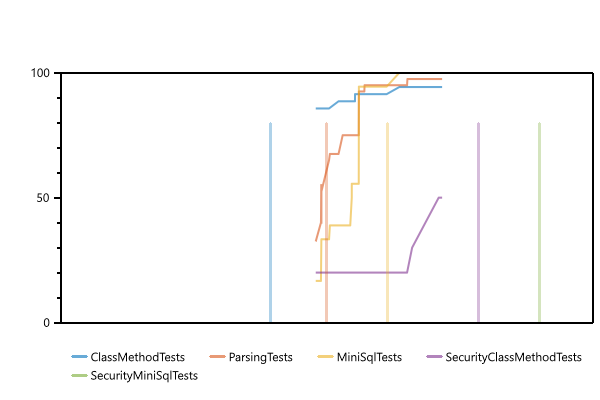 100
50
0
ClassMethodTests ParsingTests MiniSqlTests SecurityClassMethodTests
SecurityMiniSqlTests